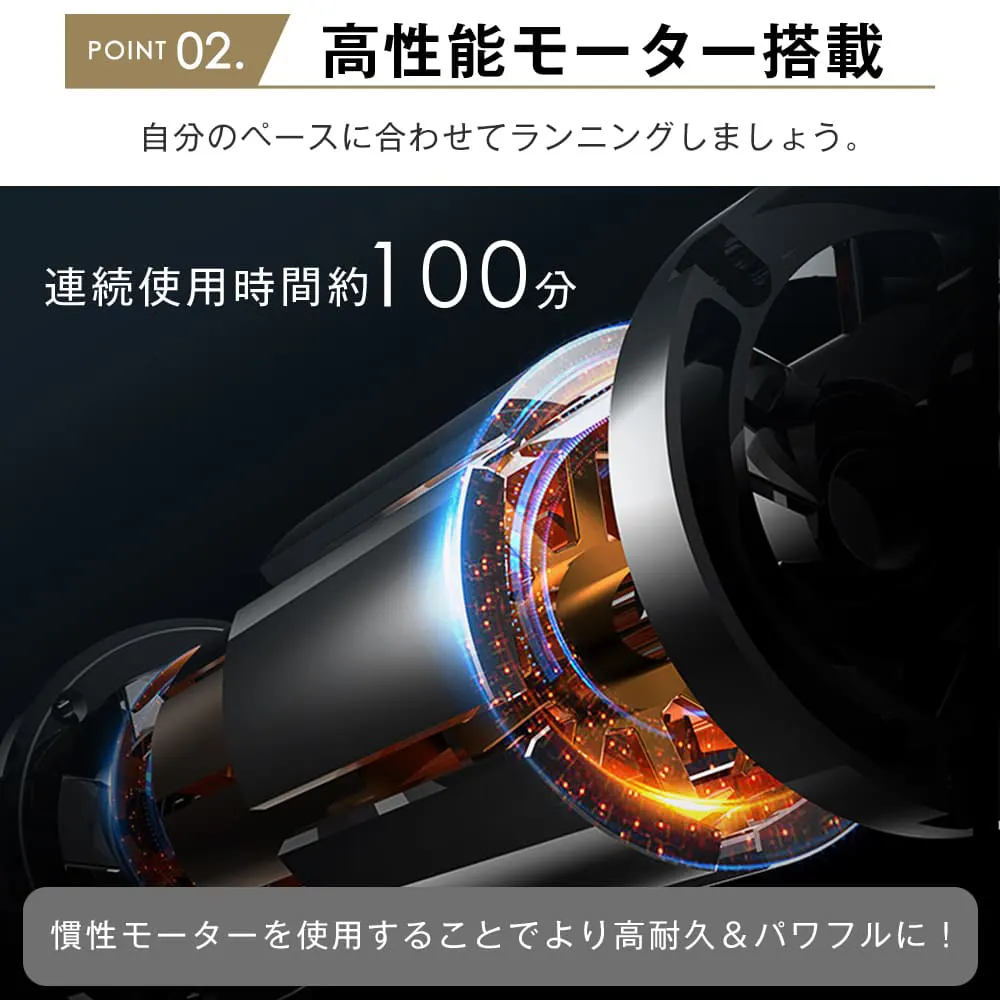 POINT 02.
高性能モーター搭載
自分のペースに合わせてランニングしましょう。
連続使用時間約100分
慣性モーターを使用することでより高耐久＆パワフルに！